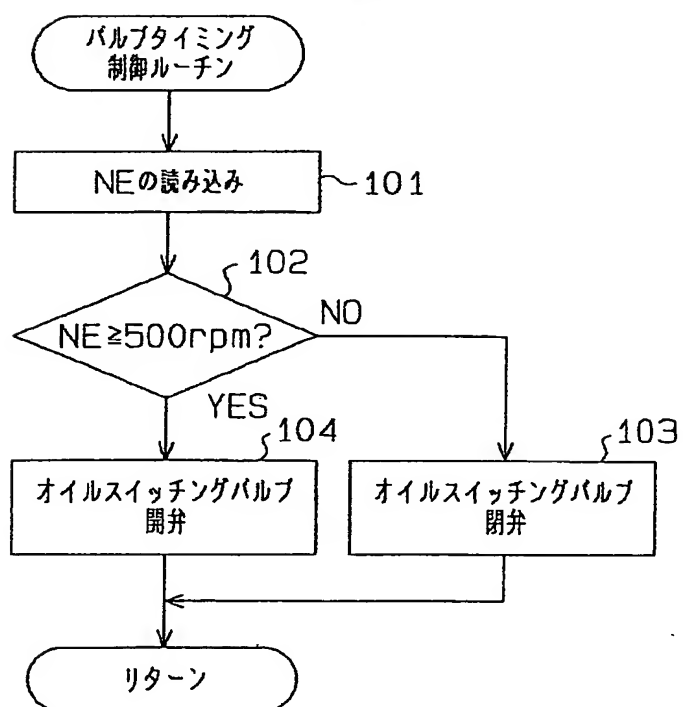 バルブタイミング
制御ルーチン
NEの読み込み
101
102
NE≧500rpm?
NO
YES
104
103
オイルスイッチングバルブ
開弁
オイルスイッチングバルブ
閉弁
リターン